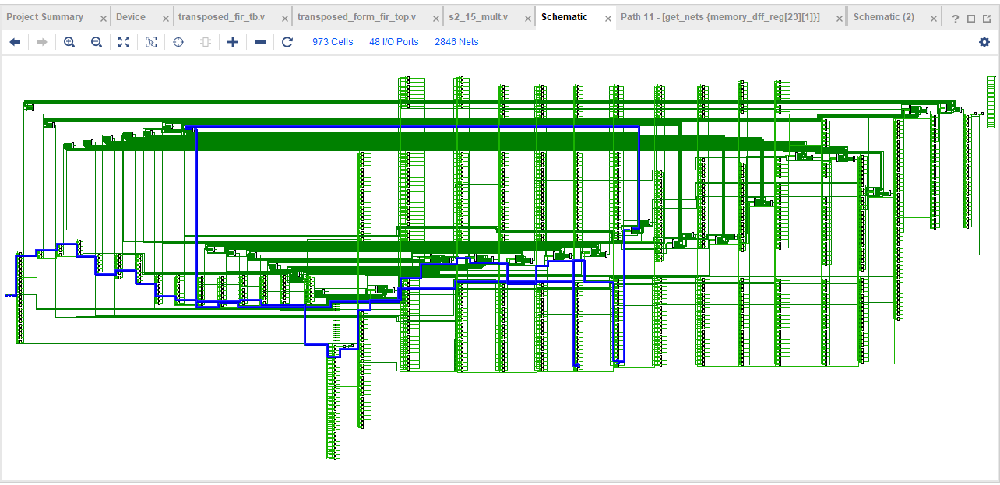 Project Summary
Device
transposed_fir_tb.v
transposed_form_fir_top.v
s2_15_mult.v
Schematic
Path 11 - [get_nets {memory_dff_reg[23][1]}]
Schematic (2)
973 Cells
48 I/O Ports
2846 Nets